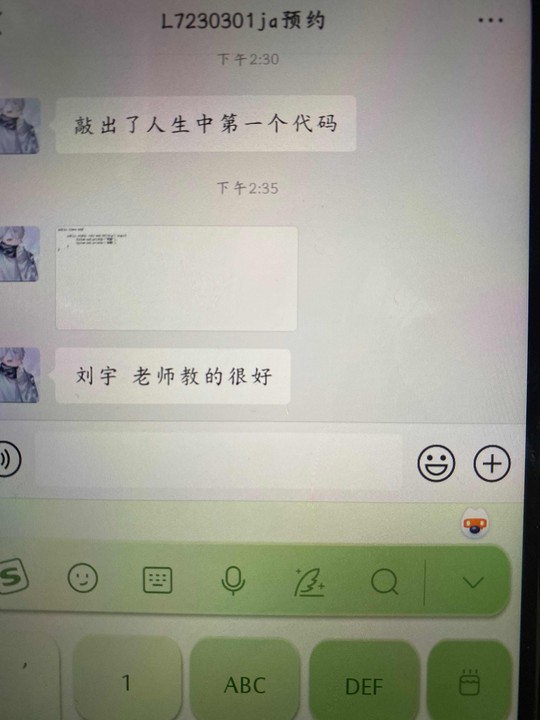 L7230301ja预约
下午2:30
敲出了人生中第一个代码
下午2:35
刘宇 老师教的很好
S
,
1
ABC
DEF